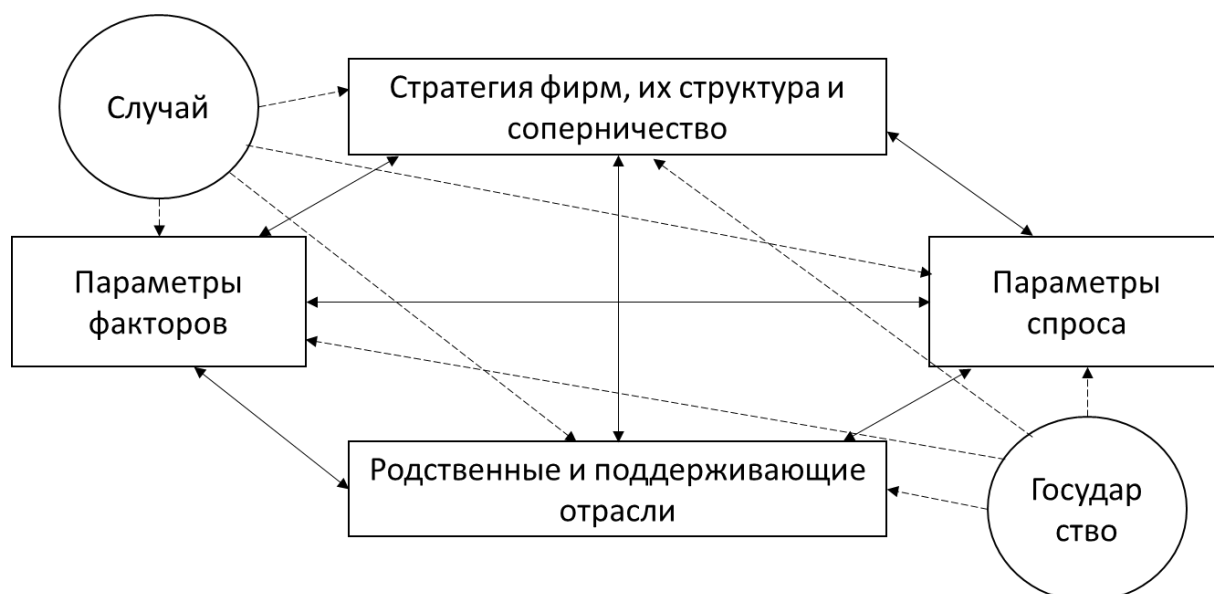 Случай
Стратегия фирм, их структура и
соперничество
Параметры
факторов
Параметры
спроса
Родственные и поддерживающие
отрасли
Государ
ство